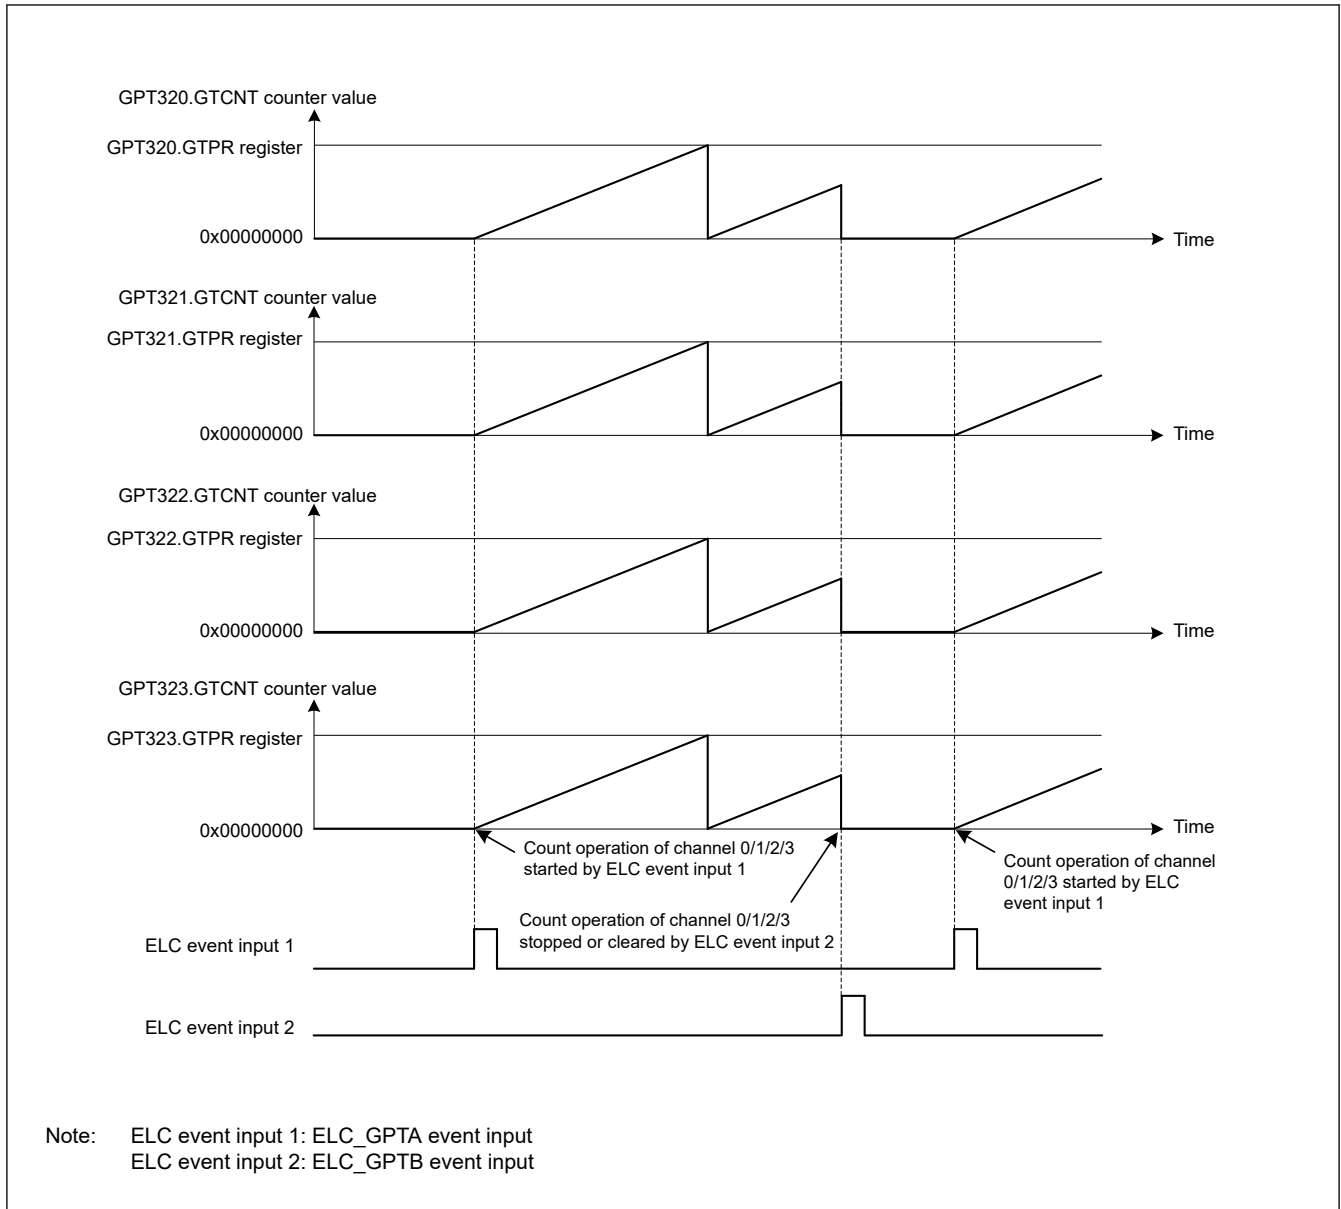 GPT320.GTCNT counter value
GPT320.GTPR register
0x00000000
Time
GPT321.GTCNT counter value
GPT321.GTPR register
0x00000000
Time
GPT322.GTCNT counter value
GPT322.GTPR register
0x00000000
Time
GPT323.GTCNT counter value
GPT323.GTPR register
0x00000000
Time
Count operation of channel 0/1/2/3
started by ELC event input 1
Count operation of channel
0/1/2/3 started by ELC
event input 1
Count operation of channel 0/1/2/3
stopped or cleared by ELC event input 2
ELC event input 1
ELC event input 2
Note: ELC event input 1: ELC_GPTA event input
ELC event input 2: ELC_GPTB event input